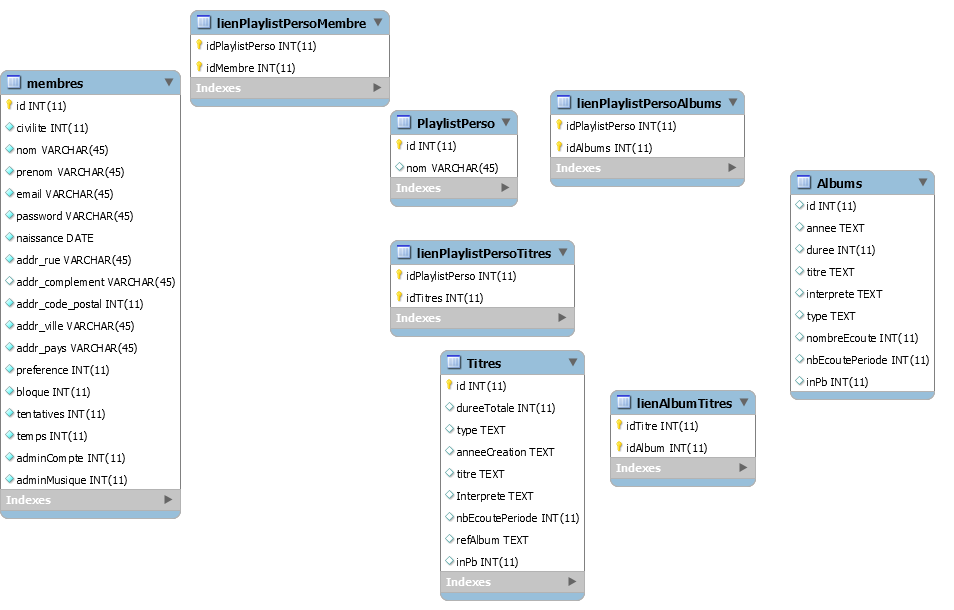 lienPlaylistPersoMembre
idPlaylistPerso INT(11)
idMembre INT(11)
Indexes
membres
id INT(11)
civilite INT(11)
nom VARCHAR(45)
prenom VARCHAR(45)
email VARCHAR(45)
password VARCHAR(45)
naissance DATE
addr_rue VARCHAR(45)
addr_complement VARCHAR(45)
addr_code_postal INT(11)
addr_ville VARCHAR(45)
addr_pays VARCHAR(45)
preference INT(11)
bloque INT(11)
tentatives INT(11)
temps INT(11)
adminCompte INT(11)
adminMusique INT(11)
Indexes
PlaylistPerso
id INT(11)
nom VARCHAR(45)
Indexes
lienPlaylistPersoAlbums
idPlaylistPerso INT(11)
idAlbums INT(11)
Indexes
Albums
id INT(11)
annee TEXT
duree INT(11)
titre TEXT
interprete TEXT
type TEXT
nombreEcoute INT(11)
nbEcoutePeriode INT(11)
inPb INT(11)
lienPlaylistPersoTitres
idPlaylistPerso INT(11)
idTitres INT(11)
Indexes
Titres
id INT(11)
dureeTotale INT(11)
type TEXT
anneeCreation TEXT
titre TEXT
Interprete TEXT
nbEcoutePeriode INT(11)
refAlbum TEXT
inPb INT(11)
Indexes
lienAlbumTitres
idTitre INT(11)
idAlbum INT(11)
Indexes